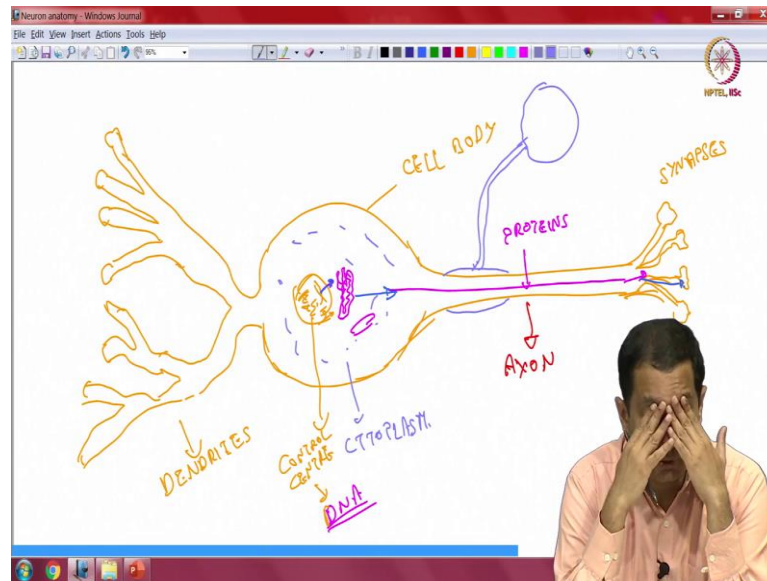 Neuron anatomy - Windows Journal
File Edit View Insert Actions Tools Help
96%
B I
NPTEL, IISc
CELL BODY
SYNAPSES
PROTEINS
AXON
DENDRITES
CONTROL
CENTRE
CYTOPLASM.
DNA